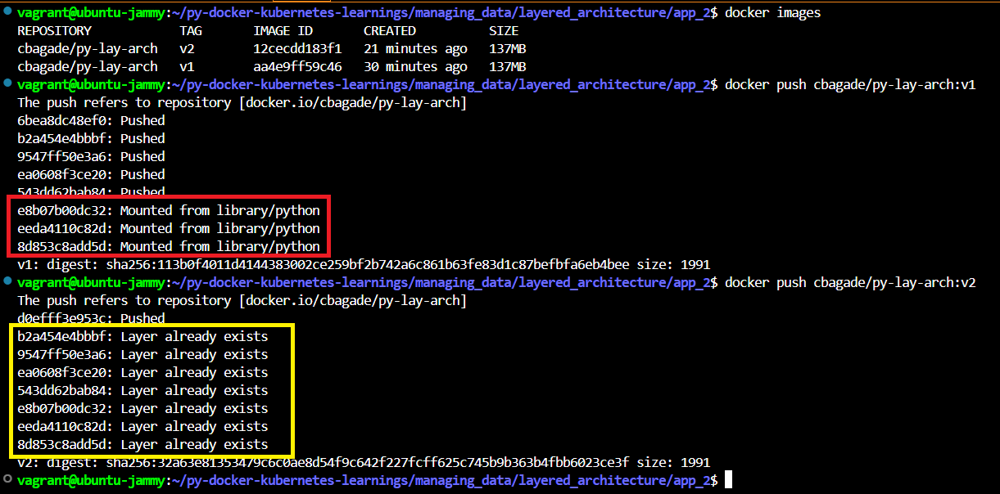 vagrant@ubuntu-jammy:~/py-docker-kubernetes-learnings/managing_data/layered_architecture/app_2$ docker images
REPOSITORY TAG IMAGE ID CREATED SIZE
cbagade/py-lay-arch v2 12cecdd183f1 21 minutes ago 137MB
cbagade/py-lay-arch v1 aa4e9ff59c46 30 minutes ago 137MB
vagrant@ubuntu-jammy:~/py-docker-kubernetes-learnings/managing_data/layered_architecture/app_2$ docker push cbagade/py-lay-arch:v1
The push refers to repository [docker.io/cbagade/py-lay-arch]
6bea8dc48ef0: Pushed
b2a454e4bbbf: Pushed
9547ff50e3a6: Pushed
ea0608f3ce20: Pushed
543dd62bab84: Pushed
e8b07b00dc32: Mounted from library/python
eeda4110c82d: Mounted from library/python
8d853c8add5d: Mounted from library/python
v1: digest: sha256:113b0f4011d4144383002ce259bf2b742a6c861b63fe83d1c87befbfa6eb4bee size: 1991
vagrant@ubuntu-jammy:~/py-docker-kubernetes-learnings/managing_data/layered_architecture/app_2$ docker push cbagade/py-lay-arch:v2
The push refers to repository [docker.io/cbagade/py-lay-arch]
d0efff3e953c: Pushed
b2a454e4bbbf: Layer already exists
9547ff50e3a6: Layer already exists
ea0608f3ce20: Layer already exists
543dd62bab84: Layer already exists
e8b07b00dc32: Layer already exists
eeda4110c82d: Layer already exists
8d853c8add5d: Layer already exists
v2: digest: sha256:32a63e81353479c6c0ae8d54f9c642f227fcff625c745b9b363b4fbb6023ce3f size: 1991
vagrant@ubuntu-jammy:~/py-docker-kubernetes-learnings/managing_data/layered_architecture/app_2$